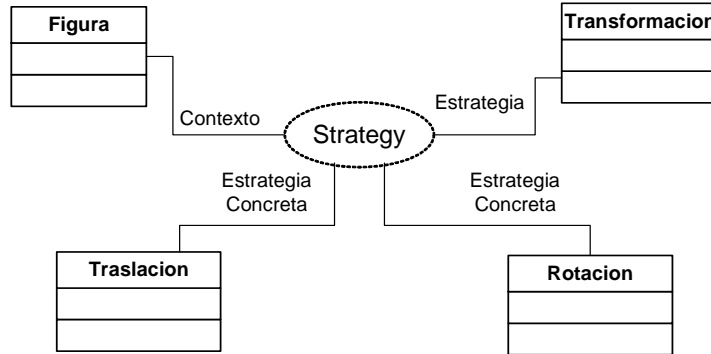 Figura
Transformacion
Contexto
Estrategia
Strategy
Estrategia
Concreta
Estrategia
Concreta
Traslacion
Rotacion